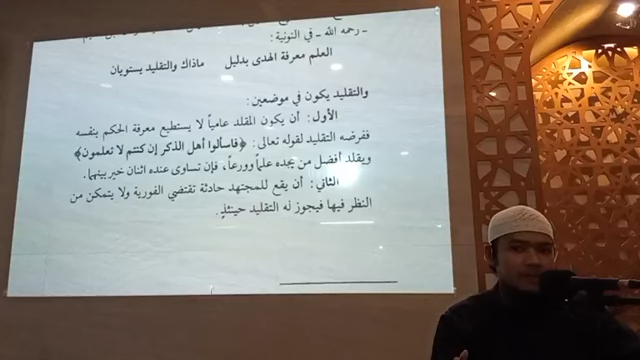 ـ رحمه الله ـ في النونية :
العلم معرفة الهدى بدليل ماذاك والتقليد يستويان
والتقليد يكون في موضعين :
الأول : أن يكون المقلد عامياً لا يستطيع معرفة الحكم بنفسه
ففرضه التقليد لقوله تعالى : ﴿فاسألوا أهل الذكر إن كنتم لا تعلمون﴾
ويقلد أفضل من يجده علماً وورعاً، فإن تساوى عنده اثنان خير بينهما.
الثاني : أن يقع للمجتهد حادثة تقتضي الفورية ولا يتمكن من
النظر فيها فيجوز له التقليد حينئذٍ.